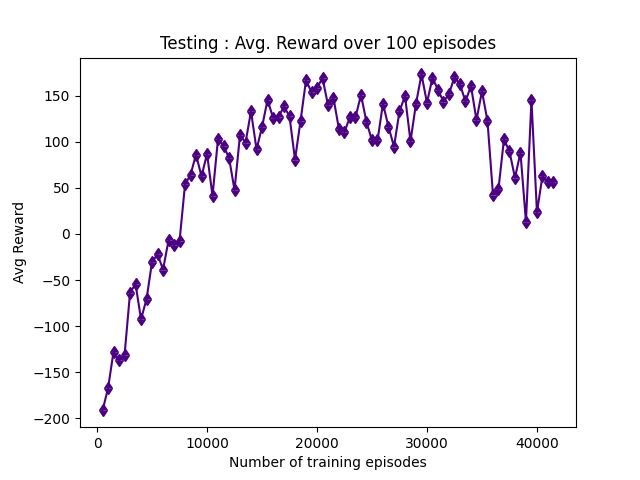 Testing : Avg. Reward over 100 episodes
150
100
50
0
−50
−100
−150
−200
Avg Reward
0 10000 20000 30000 40000
Number of training episodes